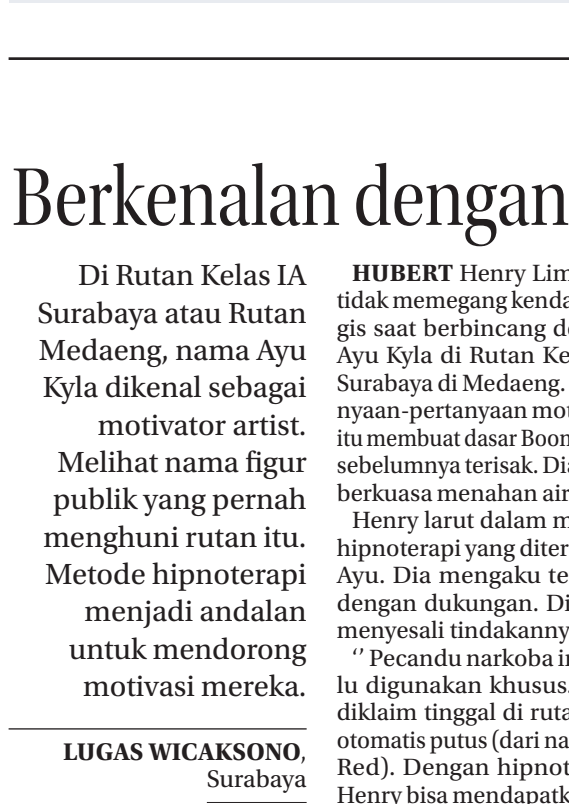 Berkenalan dengan
Di Rutan Kelas IA
Surabaya atau Rutan
Medaeng, nama Ayu
Kyla dikenal sebagai
motivator artist.
Melihat nama figur
publik yang pernah
menghuni rutan itu.
Metode hipnoterapi
menjadi andalan
untuk mendorong
motivasi mereka.
LUGAS WICAKSONO,
Surabaya
HUBERT Henry Lim
tidak memegang kenda
gis saat berbincang de
Ayu Kyla di Rutan Ke
Surabaya di Medaeng.
nyaan-pertanyaan mot
itu membuat dasar Boom
sebelumnya terisak. Dia
berkuasa menahan air
Henry larut dalam m
hipnoterapi yang diter
Ayu. Dia mengaku te
dengan dukungan. Di
menyesali tindakanny
‘’ Pecandu narkoba in
lu digunakan khusus.
diklaim tinggal di ruta
otomatis putus (dari na
Red). Dengan hipnot
Henry bisa mendapatk